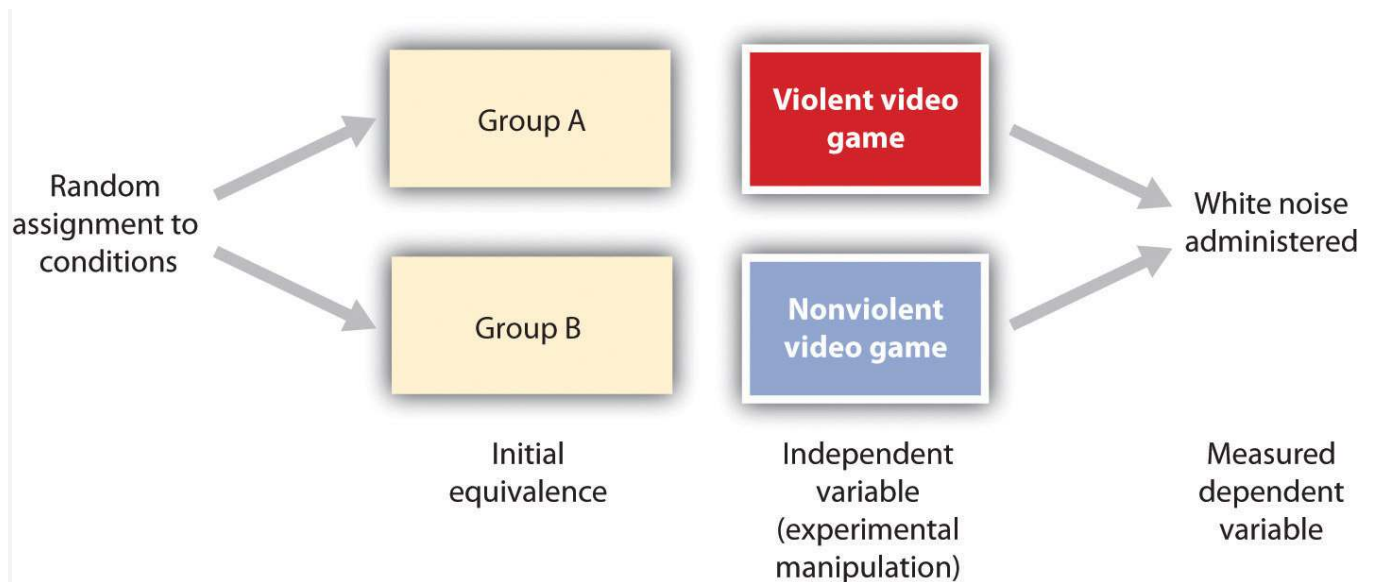 Random
assignment to
conditions
Group A
Group B
Violent video
game
Nonviolent
video game
White noise
administered
Initial
equivalence
Independent
variable
(experimental
manipulation)
Measured
dependent
variable